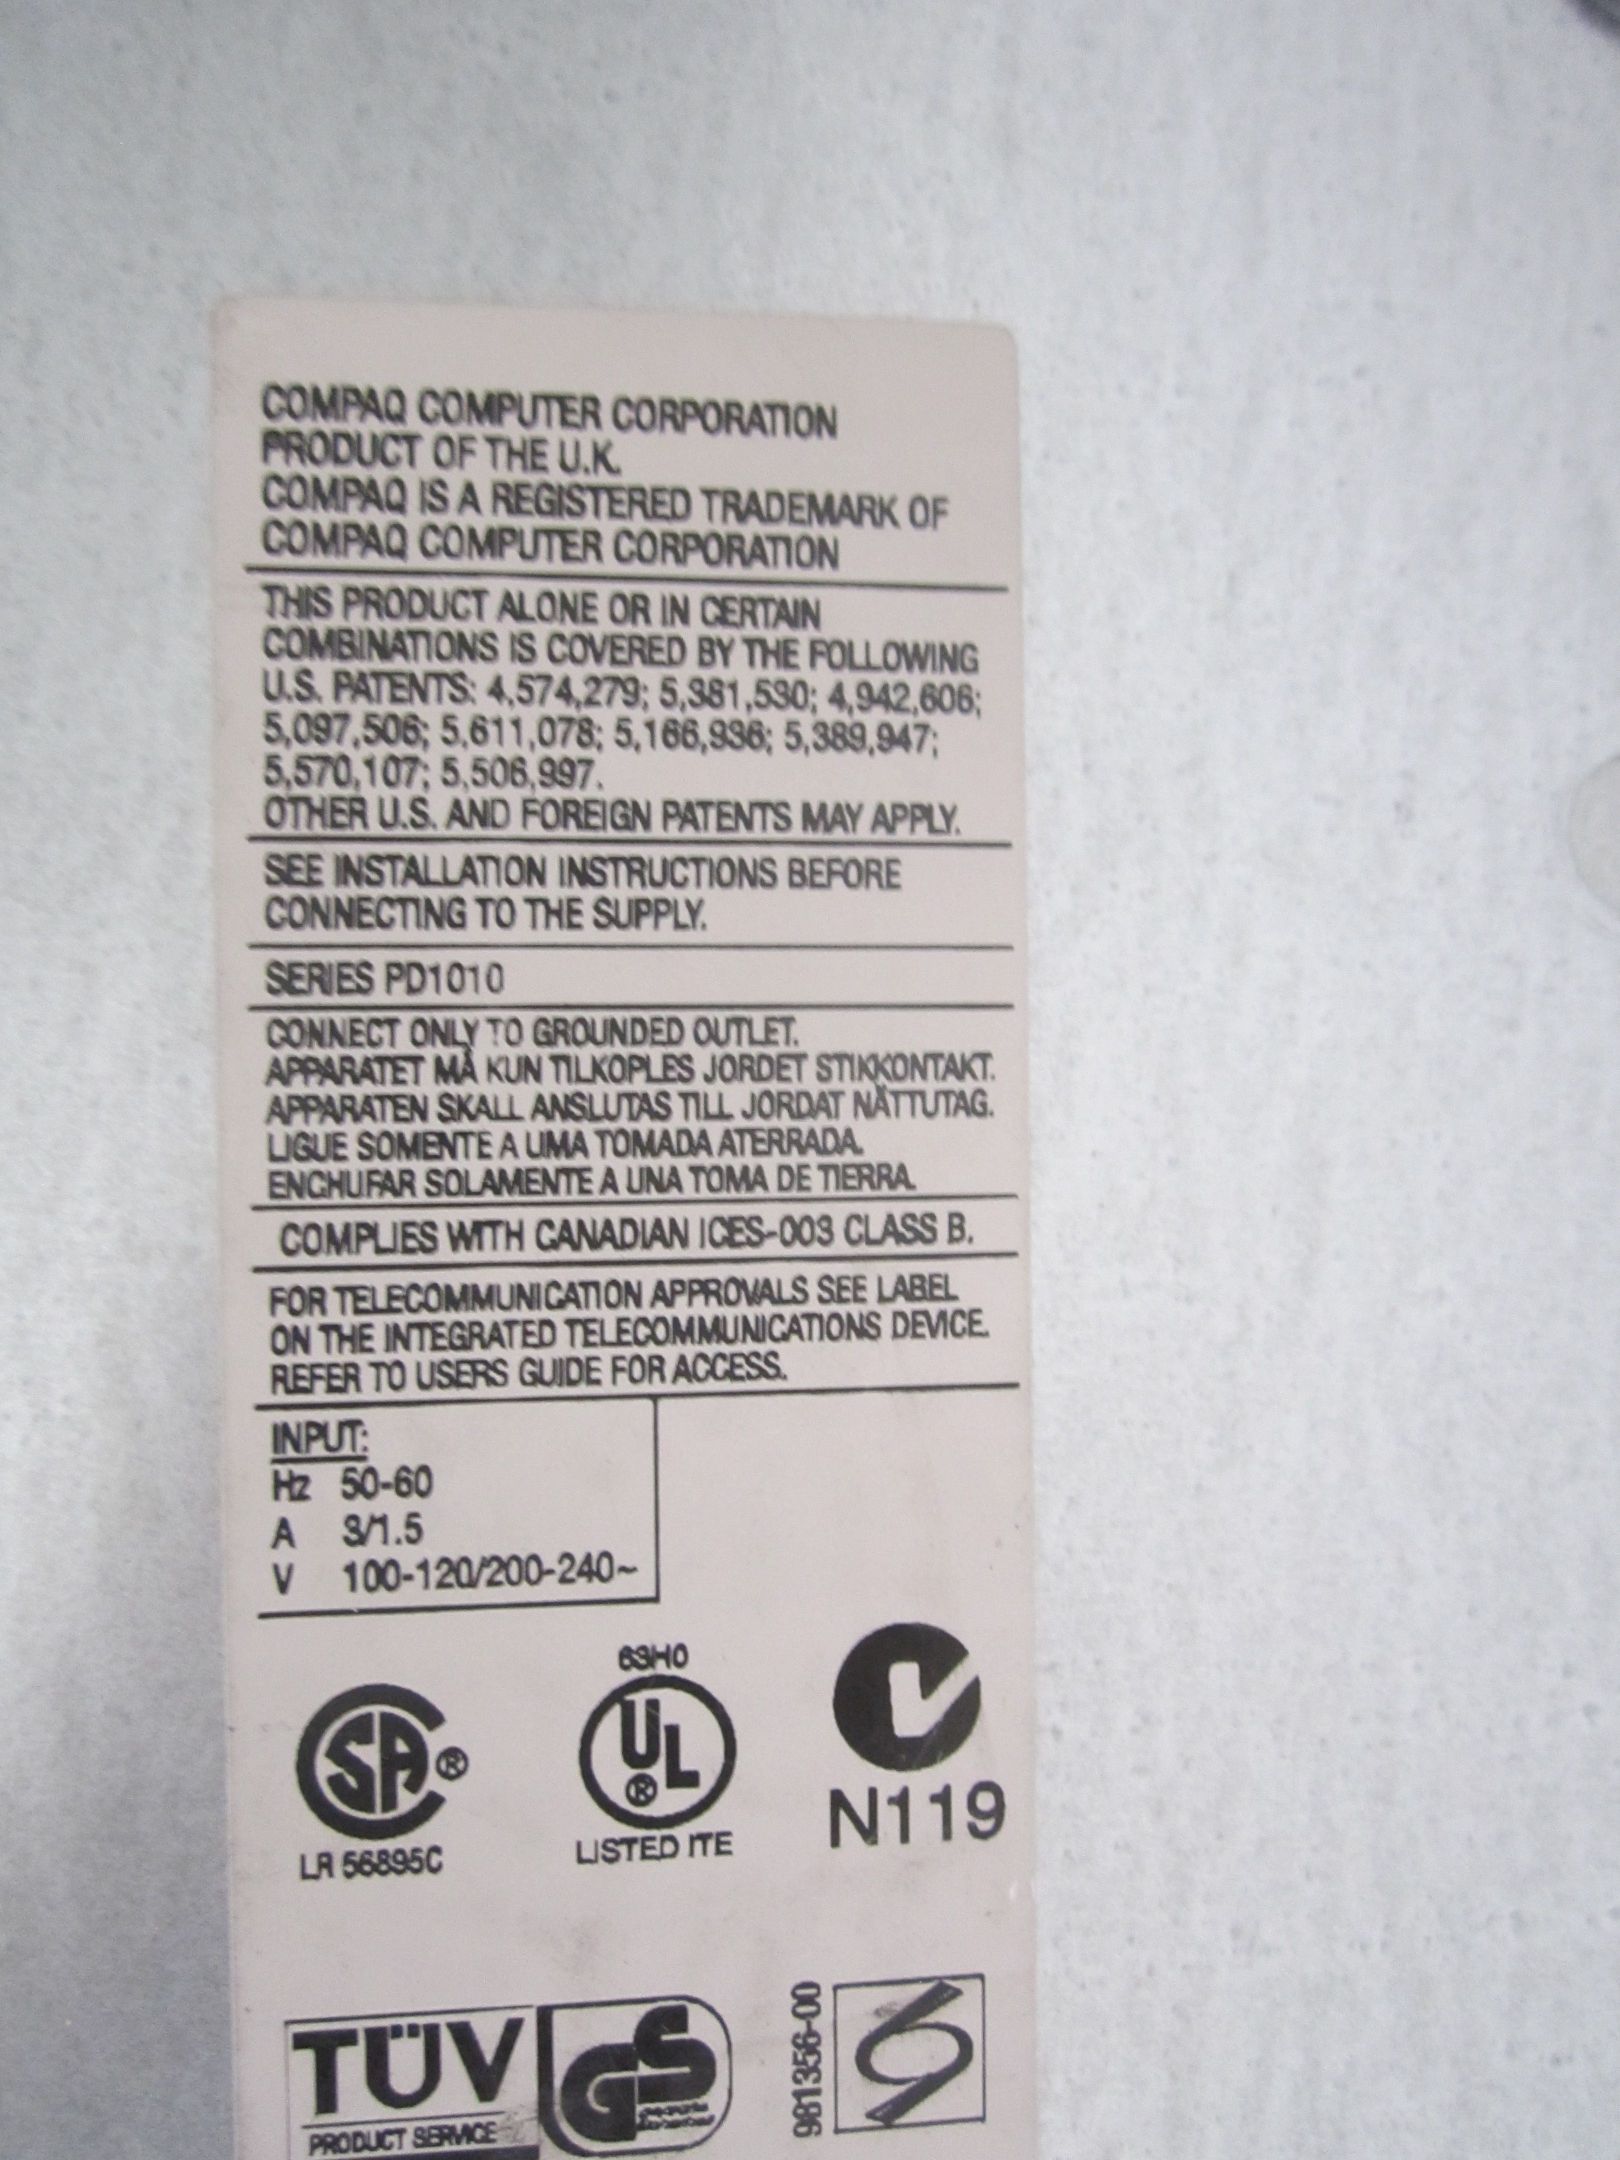 COMPAQ COMPUTER CORPORATION
PRODUCT OF THE U.K.
COMPAQ IS A REGISTERED TRADEMARK OF
COMPAQ COMPUTER CORPORATION
THIS PRODUCT ALONE OR IN CERTAIN
COMBINATIONS IS COVERED BY THE FOLLOWING
U.S. PATENTS: 4,574,279; 5,381,530; 4,942,606;
5,097,506; 5,611,078; 5,166,936; 5,389,947;
5,570,107; 5,506,997.
OTHER U.S. AND FOREIGN PATENTS MAY APPLY.
SEE INSTALLATION INSTRUCTIONS BEFORE
CONNECTING TO THE SUPPLY.
SERIES PD1010
CONNECT ONLY TO GROUNDED OUTLET.
APPARATET MÅ KUN TILKOPLES JORDET STIKKONTAKT.
APPARATEN SKALL ANSLUTAS TILL JORDAT NÄTTUTAG.
LIGUE SOMENTE A UMA TOMADA ATERRADA.
ENCHUFAR SOLAMENTE A UNA TOMA DE TIERRA.
COMPLIES WITH CANADIAN ICES-003 CLASS B.
FOR TELECOMMUNICATION APPROVALS SEE LABEL
ON THE INTEGRATED TELECOMMUNICATIONS DEVICE.
REFER TO USERS GUIDE FOR ACCESS.
INPUT:
Hz 50-60
A 3/1.5
V 100-120/200-240~
63H0
SA ®
UL ®
N119
LR 56895C
LISTED ITE
981356-00
TÜV
GS
PRODUCT SERVICE